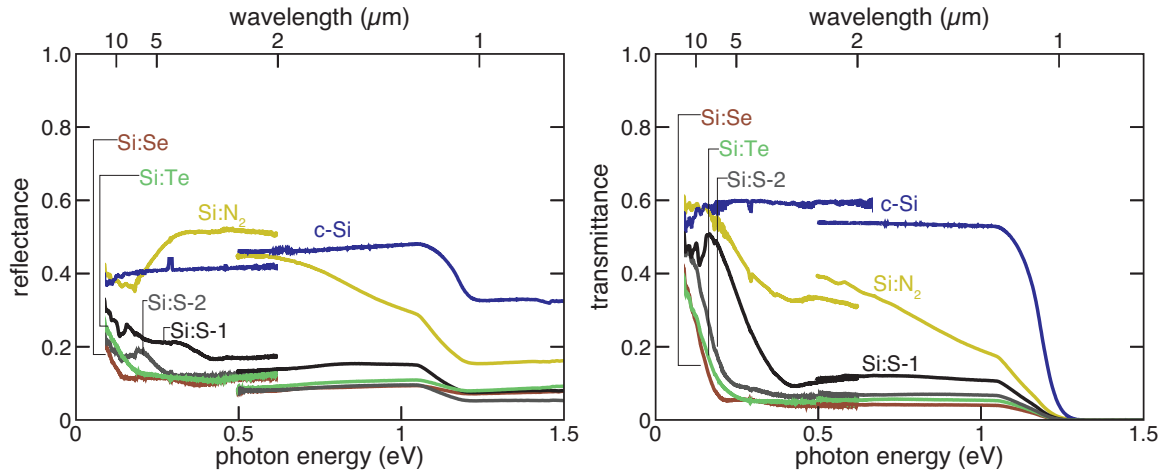 wavelength (µm)
10 5 2 1
1.0
0.8
0.6
0.4
0.2
0
reflectance
Si:Se
Si:Te
Si:N2
c-Si
Si:S-2
Si:S-1
0 0.5 1 1.5
photon energy (eV)
wavelength (µm)
10 5 2 1
1.0
0.8
0.6
0.4
0.2
0
transmittance
Si:Se
Si:Te
Si:S-2
c-Si
Si:N2
Si:S-1
0 0.5 1 1.5
photon energy (eV)